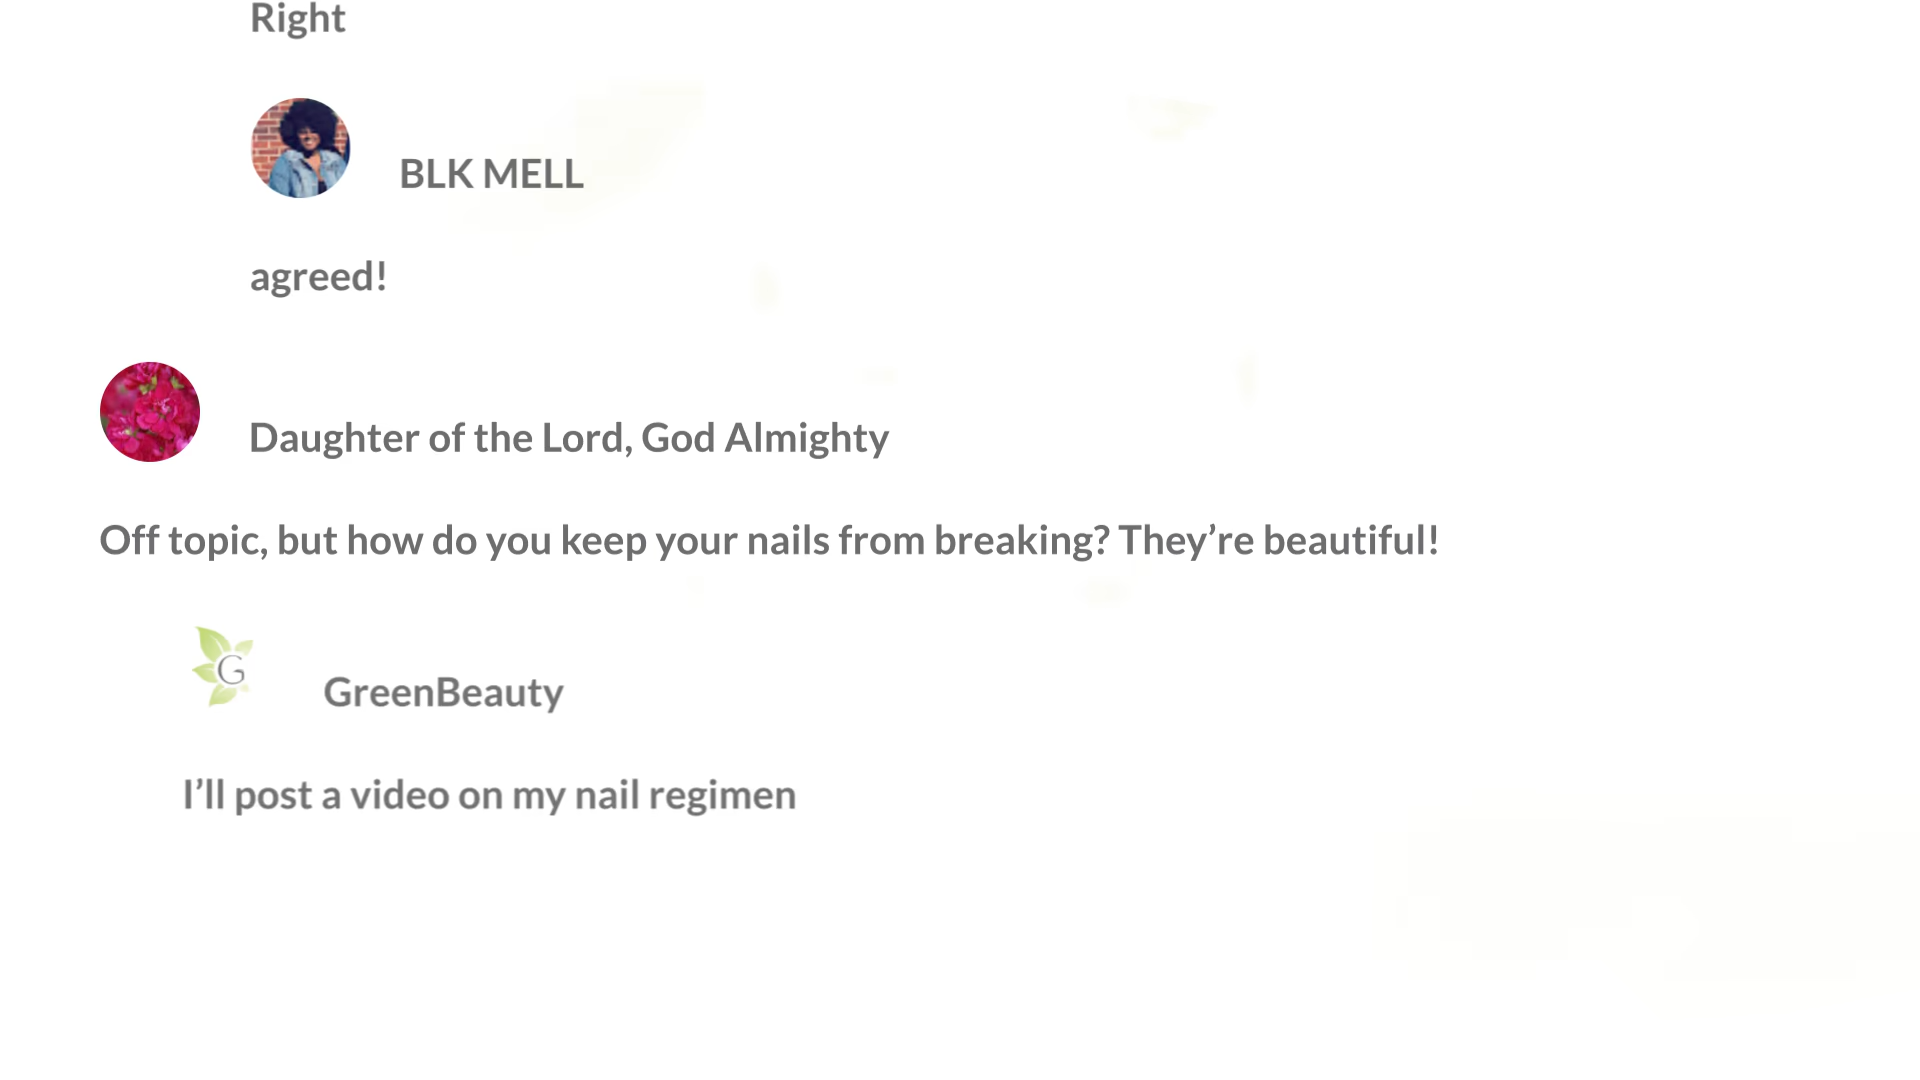 Right
BLK MELL
agreed!
Daughter of the Lord, God Almighty
Off topic, but how do you keep your nails from breaking? They’re beautiful!
G
GreenBeauty
I’ll post a video on my nail regimen